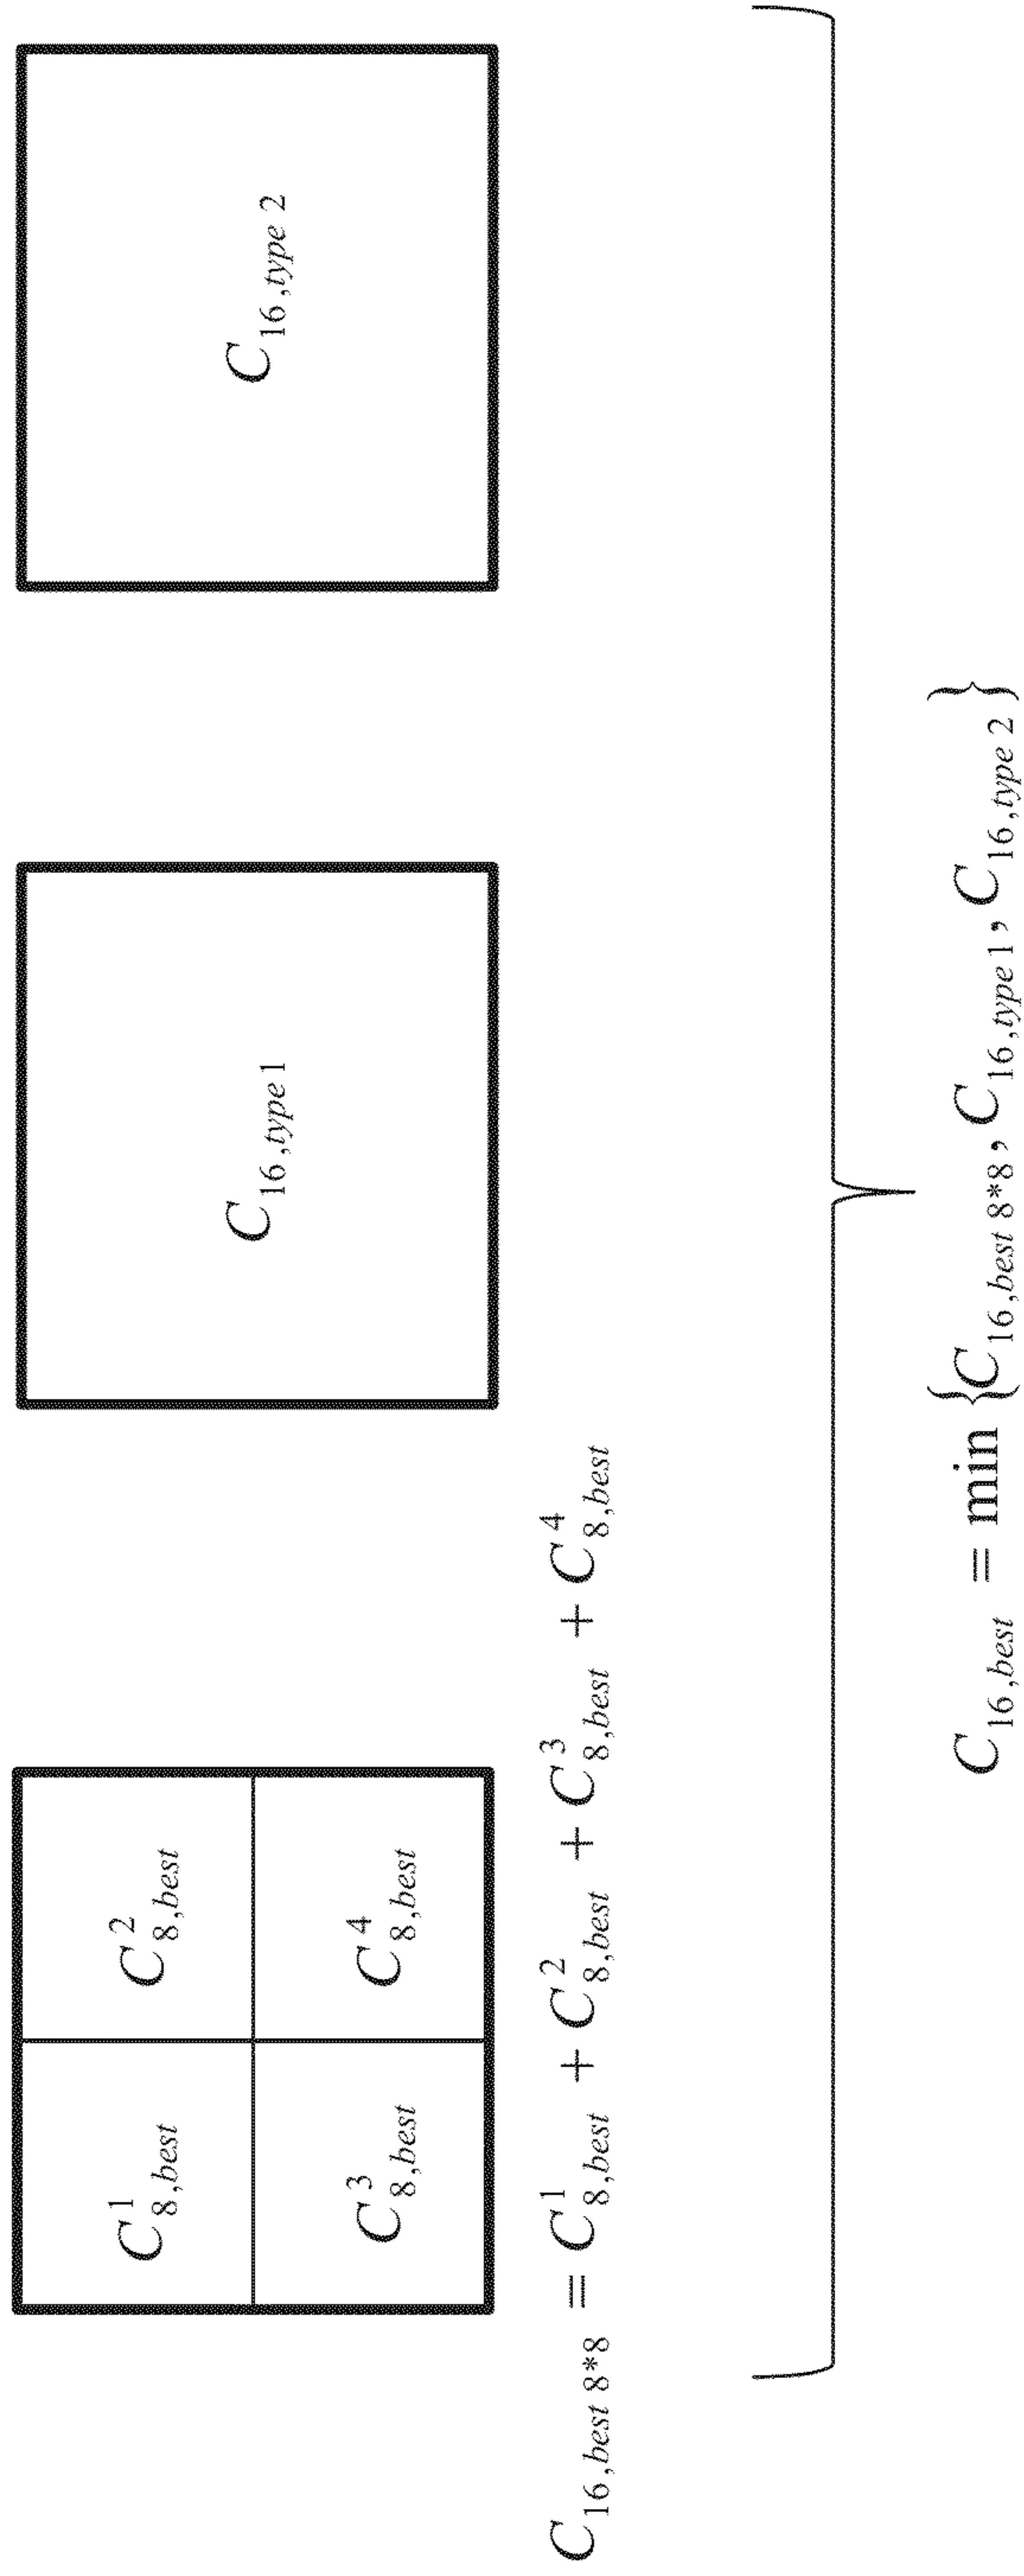 C^1_{8,best} C^2_{8,best}
C^3_{8,best} C^4_{8,best}
C_{16,type 1}
C_{16,type 2}
C_{16,best 8*8} = C^1_{8,best} + C^2_{8,best} + C^3_{8,best} + C^4_{8,best}
C_{16,best} = min {C_{16,best 8*8}, C_{16,type 1}, C_{16,type 2}}